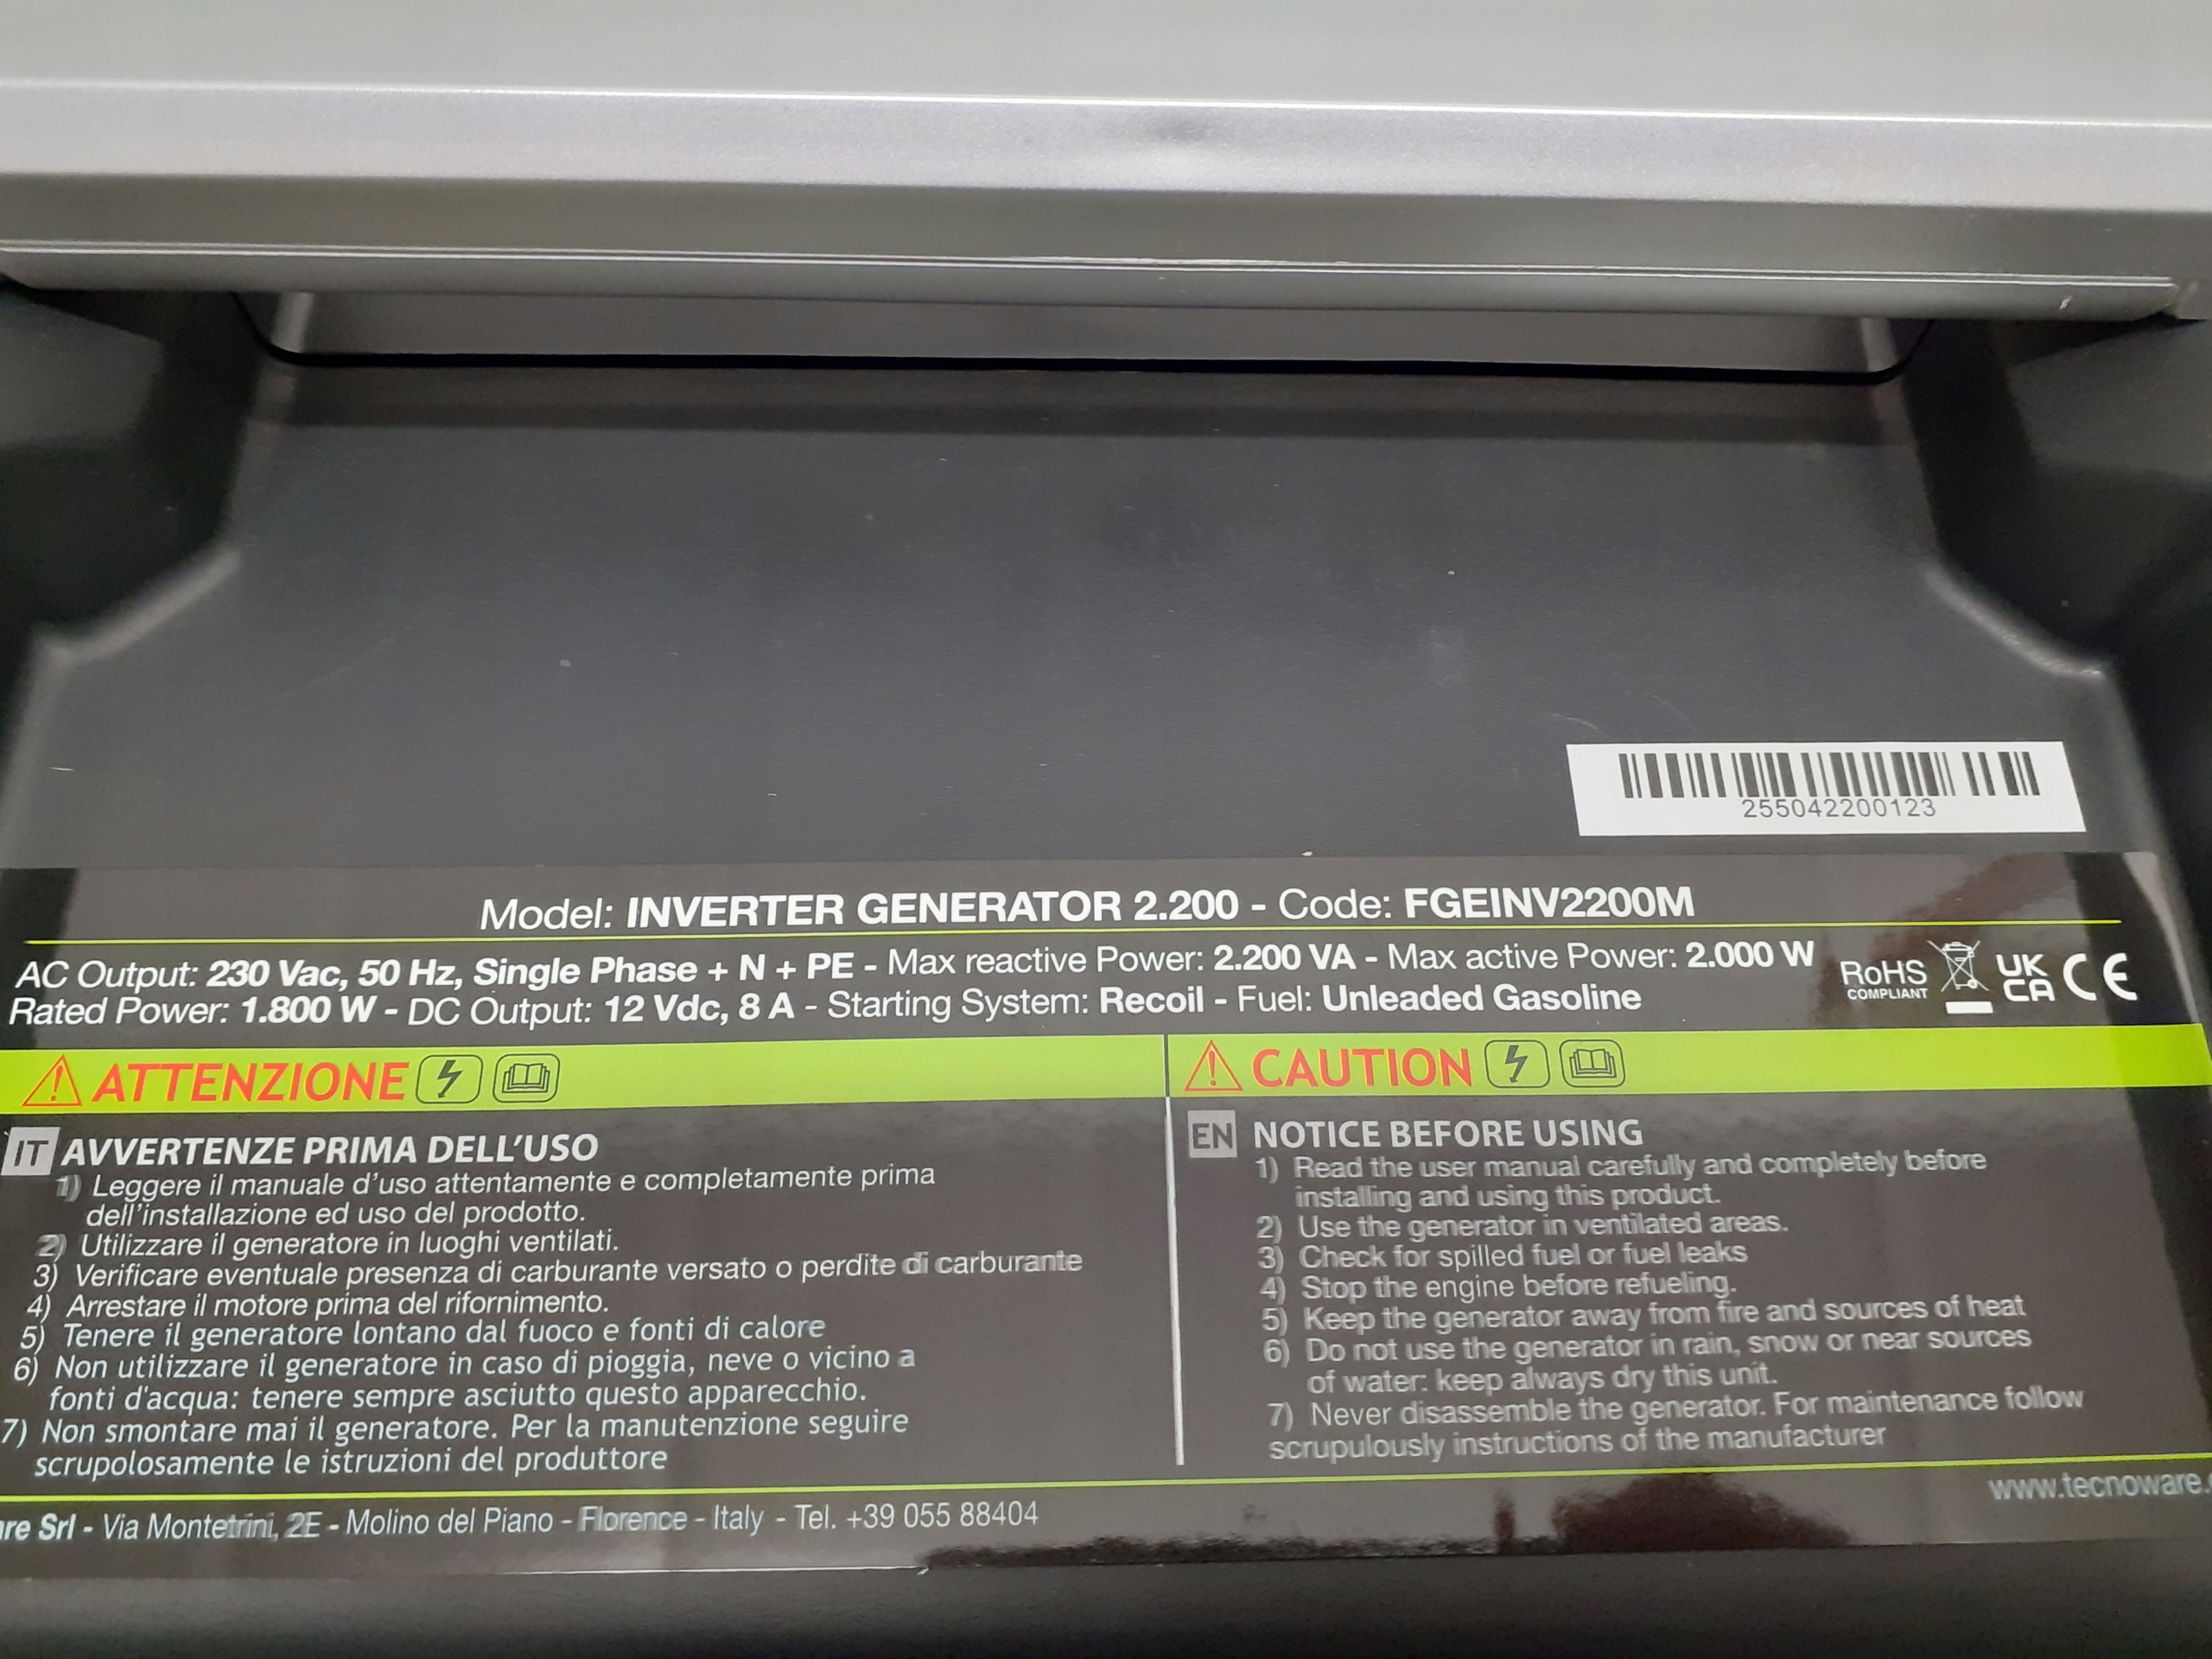 255042200123
Model: INVERTER GENERATOR 2.200 - Code: FGEINV2200M
AC Output: 230 Vac, 50 Hz, Single Phase + N + PE - Max reactive Power: 2.200 VA - Max active Power: 2.000 W
Rated Power: 1.800 W - DC Output: 12 Vdc, 8 A - Starting System: Recoil - Fuel: Unleaded Gasoline
RoHS
COMPLIANT
UK
CA
CE
ATTENZIONE
IT AVVERTENZE PRIMA DELL'USO
1) Leggere il manuale d'uso attentamente e completamente prima
dell'installazione ed uso del prodotto.
2) Utilizzare il generatore in luoghi ventilati.
3) Verificare eventuale presenza di carburante versato o perdite di carburante
4) Arrestare il motore prima del rifornimento.
5) Tenere il generatore lontano dal fuoco e fonti di calore
6) Non utilizzare il generatore in caso di pioggia, neve o vicino a
fonti d'acqua: tenere sempre asciutto questo apparecchio.
7) Non smontare mai il generatore. Per la manutenzione seguire
scrupolosamente le istruzioni del produttore
CAUTION
EN NOTICE BEFORE USING
1) Read the user manual carefully and completely before
installing and using this product.
2) Use the generator in ventilated areas.
3) Check for spilled fuel or fuel leaks
4) Stop the engine before refueling.
5) Keep the generator away from fire and sources of heat
6) Do not use the generator in rain, snow or near sources
of water: keep always dry this unit.
7) Never disassemble the generator. For maintenance follow
scrupulously instructions of the manufacturer
re Srl - Via Montetrini, 2E - Molino del Piano - Florence - Italy - Tel. +39 055 88404
www.tecnoware.